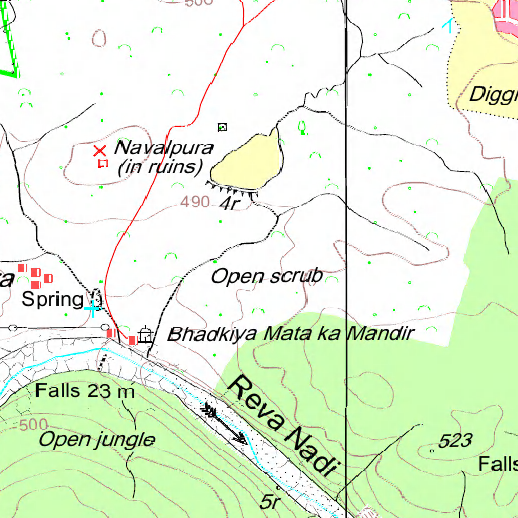 500
Diggi
Navalpura
(in ruins)
490
4r
Open scrub
a
Spring
Bhadkiya Mata ka Mandir
Falls 23 m
Reva Nadi
500
Open jungle
523
Falls
5r